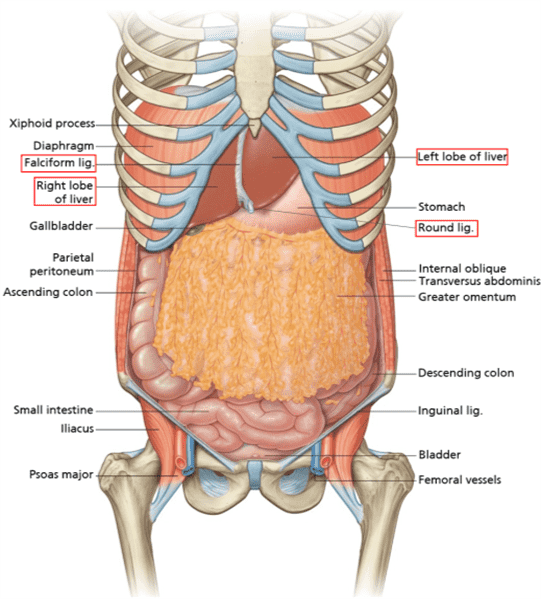 Xiphoid process
Diaphragm
Falciform lig.
Right lobe
of liver
Gallbladder
Parietal
peritoneum
Ascending colon
Small intestine
Iliacus
Psoas major
Left lobe of liver
Stomach
Round lig.
Internal oblique
Transversus abdominis
Greater omentum
Descending colon
Inguinal lig.
Bladder
Femoral vessels